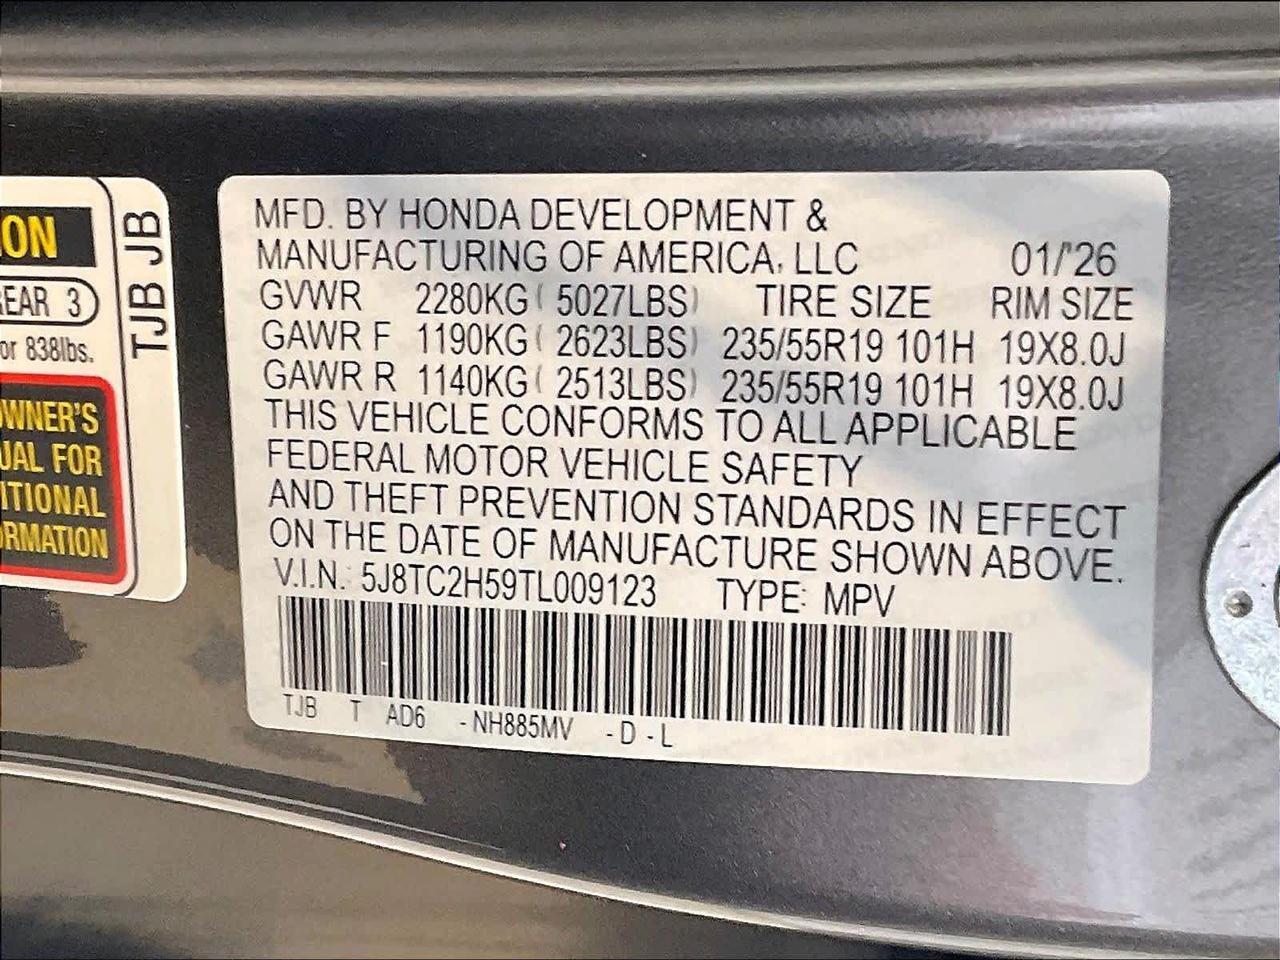 ION
REAR 3
or 838lbs.
OWNER'S
UAL FOR
ITIONAL
ORMATION
TJB JB
MFD. BY HONDA DEVELOPMENT &
MANUFACTURING OF AMERICA, LLC 01/'26
GVWR 2280KG( 5027LBS) TIRE SIZE RIM SIZE
GAWR F 1190KG( 2623LBS) 235/55R19 101H 19X8.0J
GAWR R 1140KG( 2513LBS) 235/55R19 101H 19X8.0J
THIS VEHICLE CONFORMS TO ALL APPLICABLE
FEDERAL MOTOR VEHICLE SAFETY
AND THEFT PREVENTION STANDARDS IN EFFECT
ON THE DATE OF MANUFACTURE SHOWN ABOVE.
V.I.N.: 5J8TC2H59TL009123 TYPE: MPV
TJB T AD6 -NH885MV -D-L